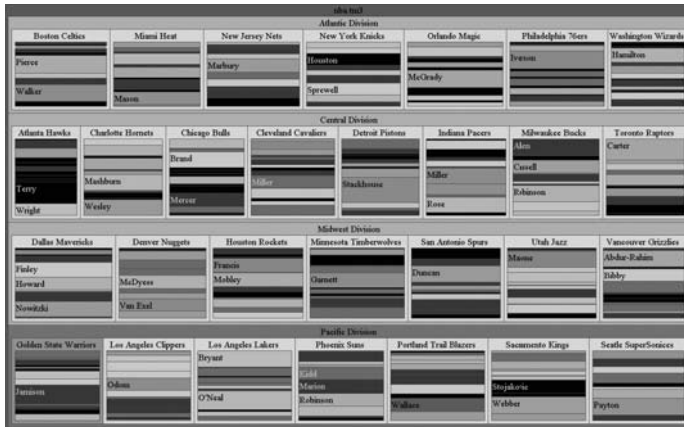 nba.tm3
Atlantic Division
Boston Celtics Miami Heat New Jersey Nets New York Knicks Orlando Magic Philadelphia 76ers Washington Wizards
Pierce
Walker
Mason
Marbury
Houston
Sprewell
McGrady
Iverson
Hamilton
Central Division
Atlanta Hawks Charlotte Hornets Chicago Bulls Cleveland Cavaliers Detroit Pistons Indiana Pacers Milwaukee Bucks Toronto Raptors
Terry
Wright
Mashburn
Wesley
Brand
Mercer
Miller
Stackhouse
Miller
Rose
Alen
Cassell
Robinson
Carter
Midwest Division
Dallas Mavericks Denver Nuggets Houston Rockets Minnesota Timberwolves San Antonio Spurs Utah Jazz Vancouver Grizzlies
Finley
Howard
Nowitzki
McDyess
Van Exel
Francis
Mobley
Garnett
Duncan
Maone
Abdur-Rahim
Bibby
Pacific Division
Golden State Warriors Los Angeles Clippers Los Angeles Lakers Phoenix Suns Portland Trail Blazers Sacramento Kings Seatle SuperSonices
Jamison
Odom
Bryant
O'Neal
Kidd
Marion
Robinson
Wallace
Stojakovic
Webber
Payton